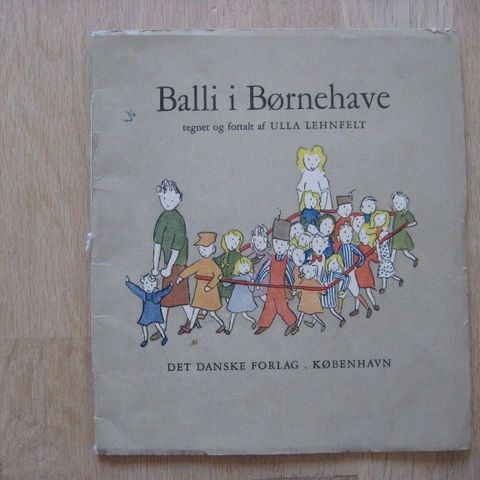 Balli i Børnehave
tegnet og fortalt af ULLA LEHNFELT
DET DANSKE FORLAG . KØBENHAVN